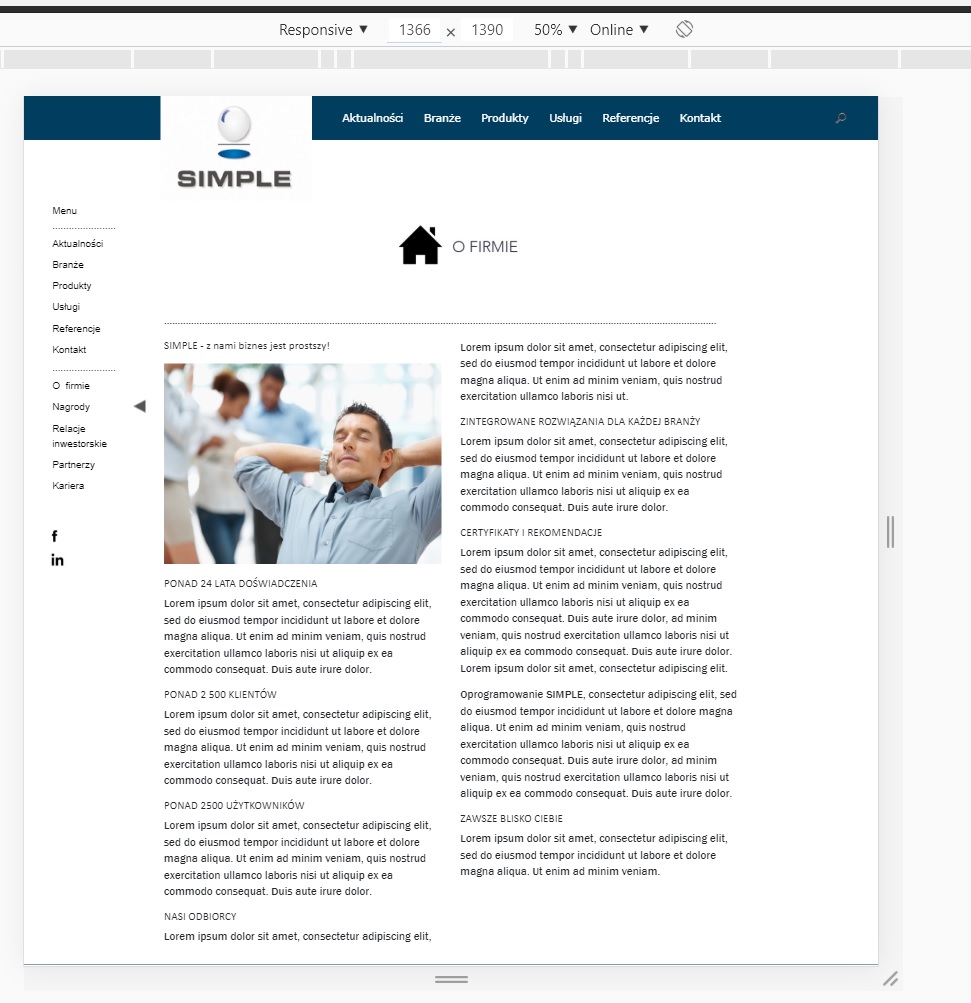 Responsive ▼ 1366 × 1390 50% ▼ Online ▼
Aktualności Branże Produkty Usługi Referencje Kontakt
SIMPLE
Menu
Aktualności
Branże
Produkty
Usługi
Referencje
Kontakt
O firmie
Nagrody
Relacje
inwestorskie
Partnerzy
Kariera
f
in
O FIRMIE
SIMPLE - z nami biznes jest prostszy!
PONAD 24 LATA DOŚWIADCZENIA
Lorem ipsum dolor sit amet, consectetur adipiscing elit,
sed do eiusmod tempor incididunt ut labore et dolore
magna aliqua. Ut enim ad minim veniam, quis nostrud
exercitation ullamco laboris nisi ut aliquip ex ea
commodo consequat. Duis aute irure dolor.
PONAD 2 500 KLIENTÓW
Lorem ipsum dolor sit amet, consectetur adipiscing elit,
sed do eiusmod tempor incididunt ut labore et dolore
magna aliqua. Ut enim ad minim veniam, quis nostrud
exercitation ullamco laboris nisi ut aliquip ex ea
commodo consequat. Duis aute irure dolor.
PONAD 2500 UŻYTKOWNIKÓW
Lorem ipsum dolor sit amet, consectetur adipiscing elit,
sed do eiusmod tempor incididunt ut labore et dolore
magna aliqua. Ut enim ad minim veniam, quis nostrud
exercitation ullamco laboris nisi ut aliquip ex ea
commodo consequat. Duis aute irure dolor.
NASI ODBIORCY
Lorem ipsum dolor sit amet, consectetur adipiscing elit,
Lorem ipsum dolor sit amet, consectetur adipiscing elit,
sed do eiusmod tempor incididunt ut labore et dolore
magna aliqua. Ut enim ad minim veniam, quis nostrud
exercitation ullamco laboris nisi ut.
ZINTEGROWANE ROZWIĄZANIA DLA KAŻDEJ BRANŻY
Lorem ipsum dolor sit amet, consectetur adipiscing elit,
sed do eiusmod tempor incididunt ut labore et dolore
magna aliqua. Ut enim ad minim veniam, quis nostrud
exercitation ullamco laboris nisi ut aliquip ex ea
commodo consequat. Duis aute irure dolor.
CERTYFIKATY I REKOMENDACJE
Lorem ipsum dolor sit amet, consectetur adipiscing elit,
sed do eiusmod tempor incididunt ut labore et dolore
magna aliqua. Ut enim ad minim veniam, quis nostrud
exercitation ullamco laboris nisi ut aliquip ex ea
commodo consequat. Duis aute irure dolor, ad minim
veniam, quis nostrud exercitation ullamco laboris nisi ut
aliquip ex ea commodo consequat. Duis aute irure dolor.
Lorem ipsum dolor sit amet, consectetur adipiscing elit.
Oprogramowanie SIMPLE, consectetur adipiscing elit, sed
do eiusmod tempor incididunt ut labore et dolore magna
aliqua. Ut enim ad minim veniam, quis nostrud
exercitation ullamco laboris nisi ut aliquip ex ea
commodo consequat. Duis aute irure dolor, ad minim
veniam, quis nostrud exercitation ullamco laboris nisi ut
aliquip ex ea commodo consequat. Duis aute irure dolor.
ZAWSZE BLISKO CIEBIE
Lorem ipsum dolor sit amet, consectetur adipiscing elit,
sed do eiusmod tempor incididunt ut labore et dolore
magna aliqua. Ut enim ad minim veniam.